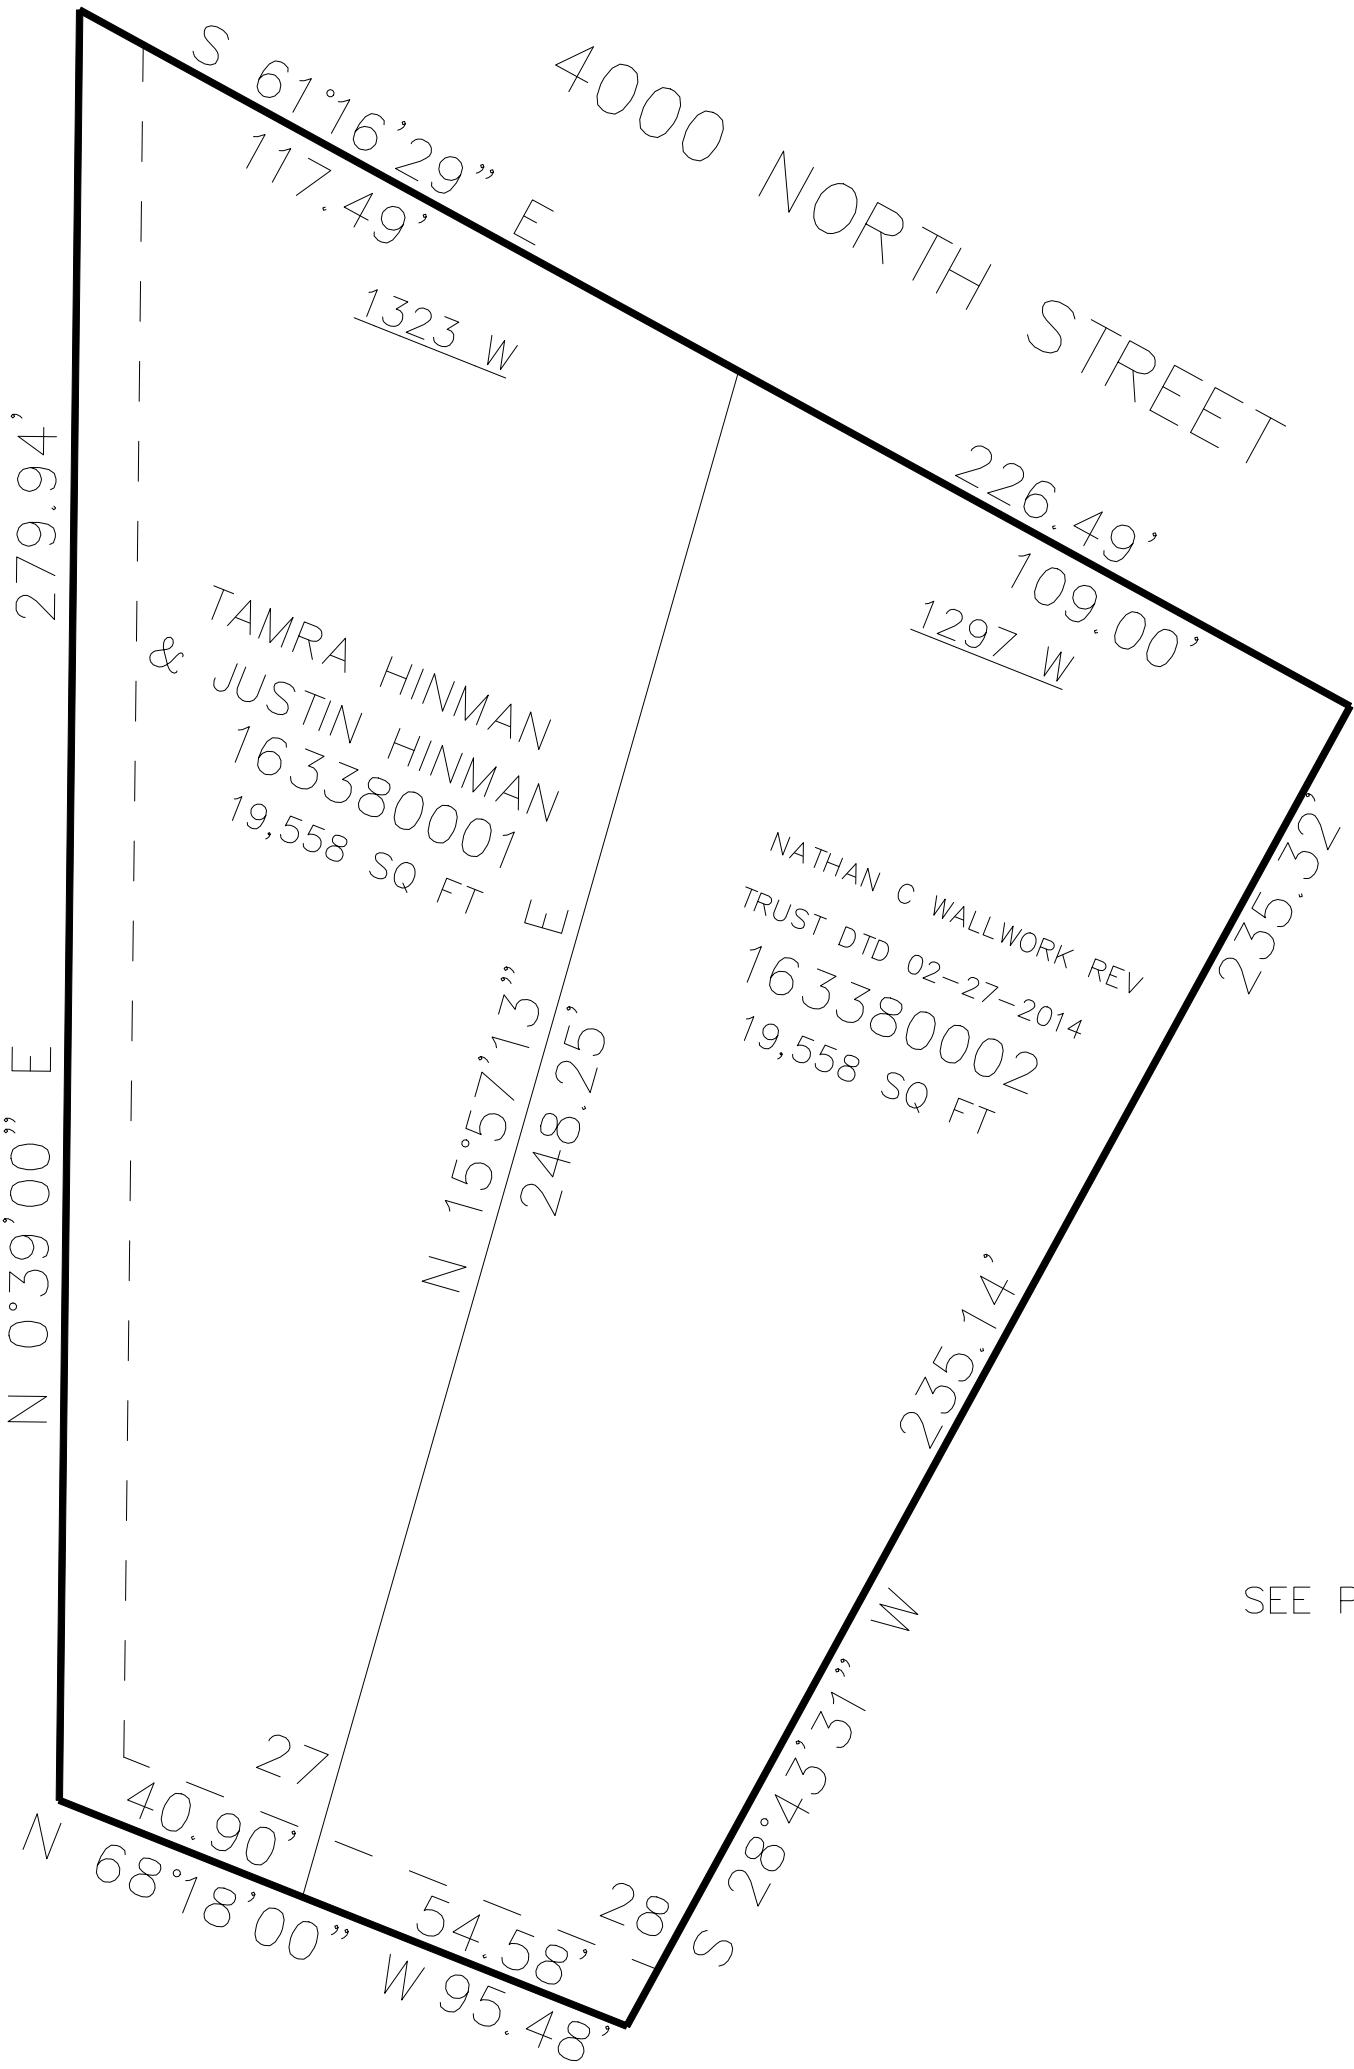 4000 NORTH STREET
S 61°16'29" E
117.49'
226.49'
109.00'
1323 W
1297 W
279.94'
N 0°39'00" E
TAMRA HINMAN
& JUSTIN HINMAN
163380001
19,558 SQ FT
N 15°57'13" E
248.25'
NATHAN C WALLWORK REV
TRUST DTD 02-27-2014
163380002
19,558 SQ FT
235.32'
235.14'
S 28°43'31" W
SEE P
27
40.90'
28
54.58'
N 68°18'00" W 95.48'